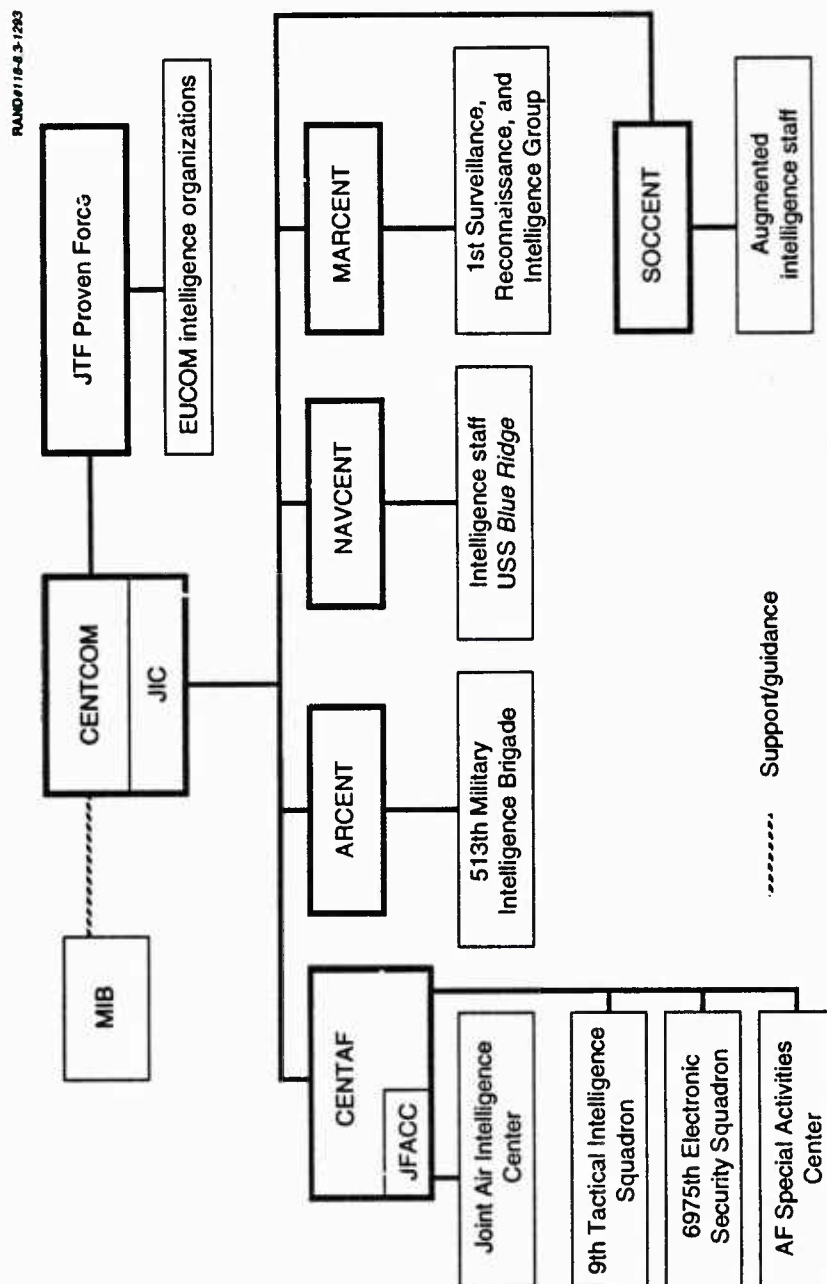 RAND#118-8.3-1293
MIB
CENTCOM
JIC
JTF Proven Force
EUCOM intelligence organizations
CENTAF
JFACC
Joint Air Intelligence
Center
9th Tactical Intelligence
Squadron
6975th Electronic
Security Squadron
AF Special Activities
Center
ARCENT
513th Military
Intelligence Brigade
NAVCENT
Intelligence staff
USS Blue Ridge
MARCENT
1st Surveillance,
Reconnaissance, and
Intelligence Group
SOCCENT
Augmented
intelligence staff
Support/guidance